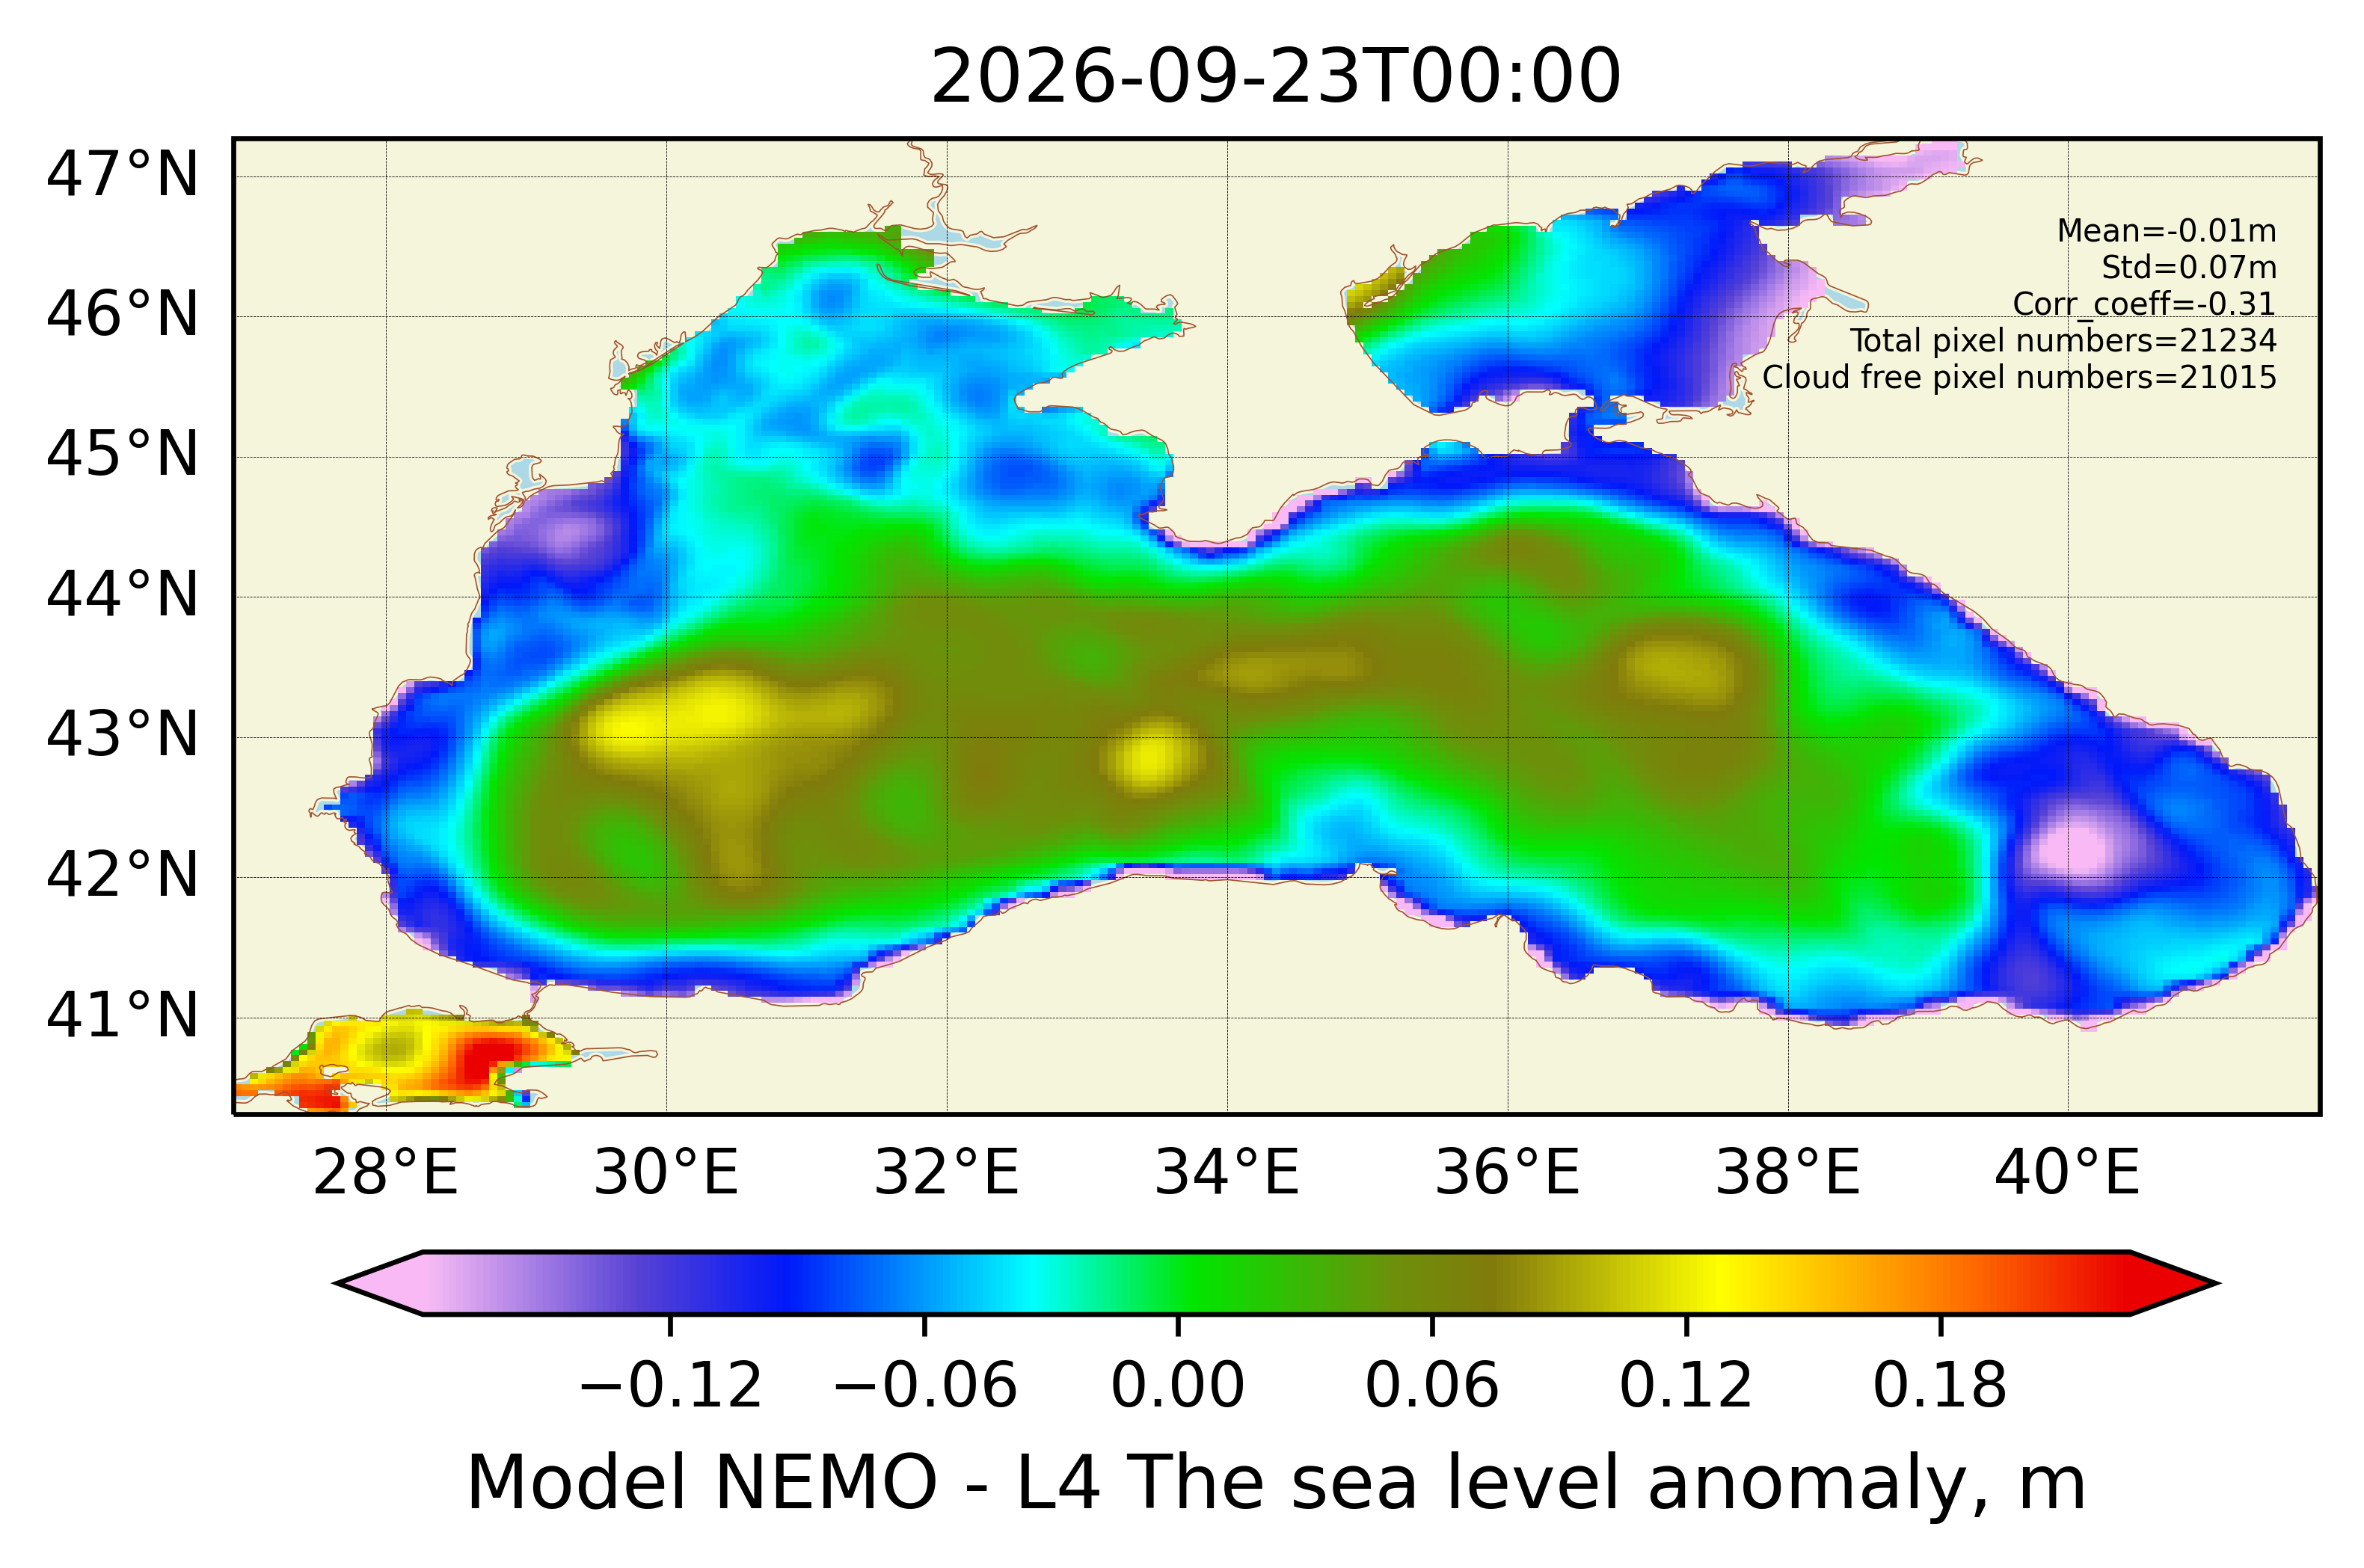 2026-09-23T00:00
47°N
46°N
45°N
44°N
43°N
42°N
41°N
Mean=-0.01m
Std=0.07m
Corr_coeff=-0.31
Total pixel numbers=21234
Cloud free pixel numbers=21015
28°E 30°E 32°E 34°E 36°E 38°E 40°E
−0.12 −0.06 0.00 0.06 0.12 0.18
Model NEMO - L4 The sea level anomaly, m